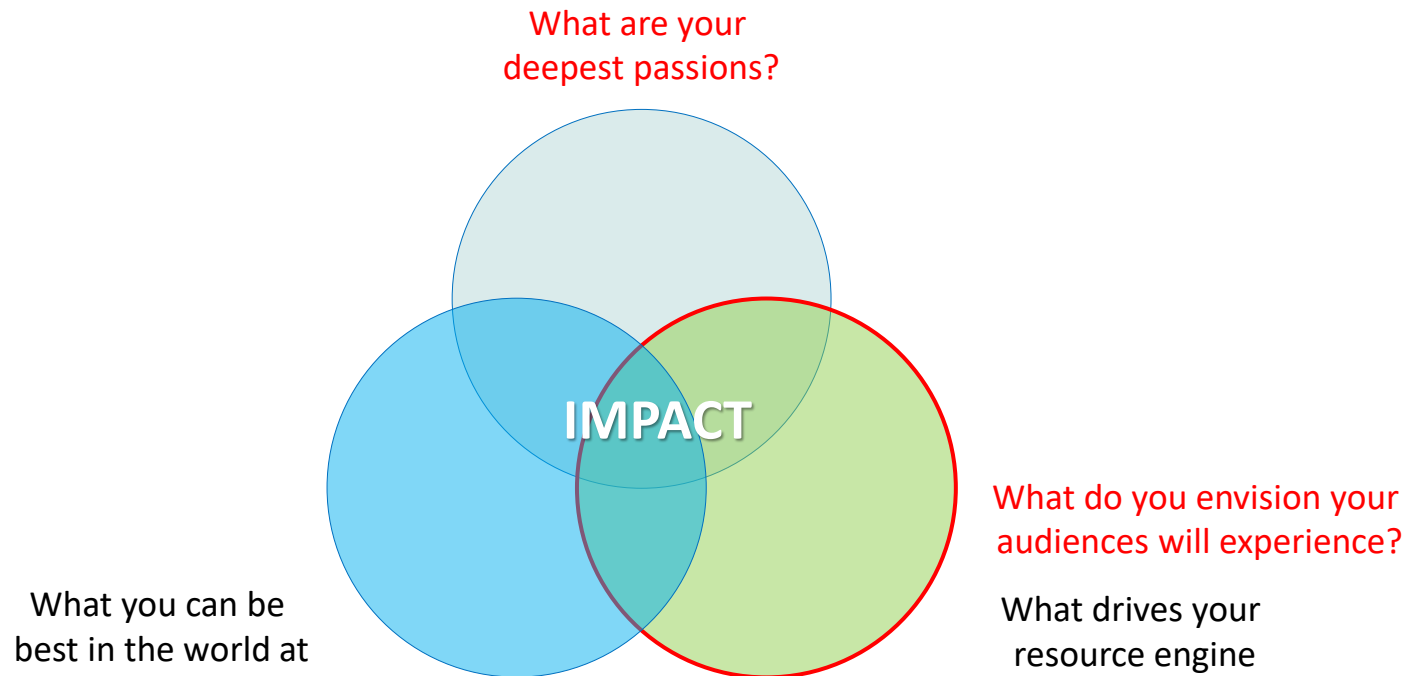 What are your
deepest passions?
IMPACT
What do you envision your
audiences will experience?
What you can be
best in the world at
What drives your
resource engine